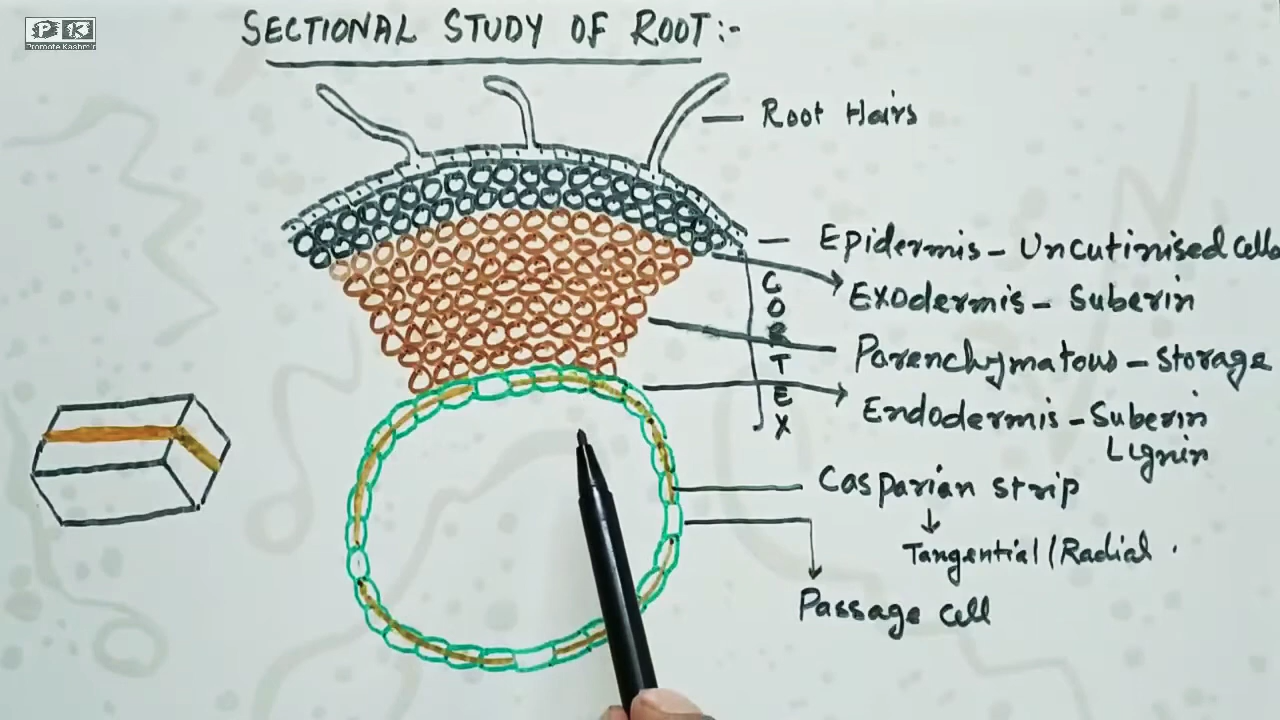 PK
Promote Kashmir
SECTIONAL STUDY OF ROOT:-
Root Hairs
Epidermis - Uncutinised Cells
Exodermis - Suberin
CORTEX
Parenchymatous - Storage
Endodermis - Suberin
Lignin
Casparian strip
Tangential/Radial
Passage cell